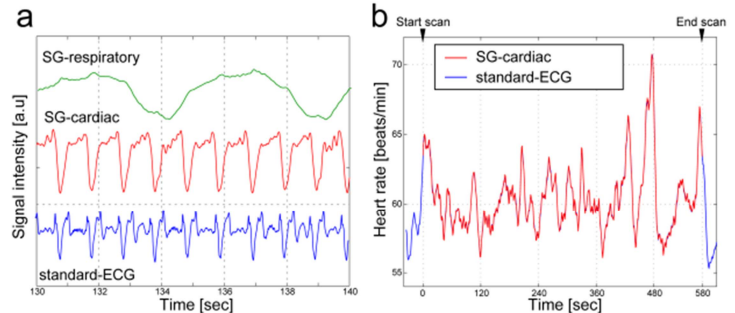 a
SG-respiratory
SG-cardiac
standard-ECG
Signal intensity [a.u]
130 132 134 136 138 140
Time [sec]
b
Start scan
End scan
SG-cardiac
standard-ECG
Heart rate [beats/min]
70
65
60
55
0 120 240 360 480 580
Time [sec]